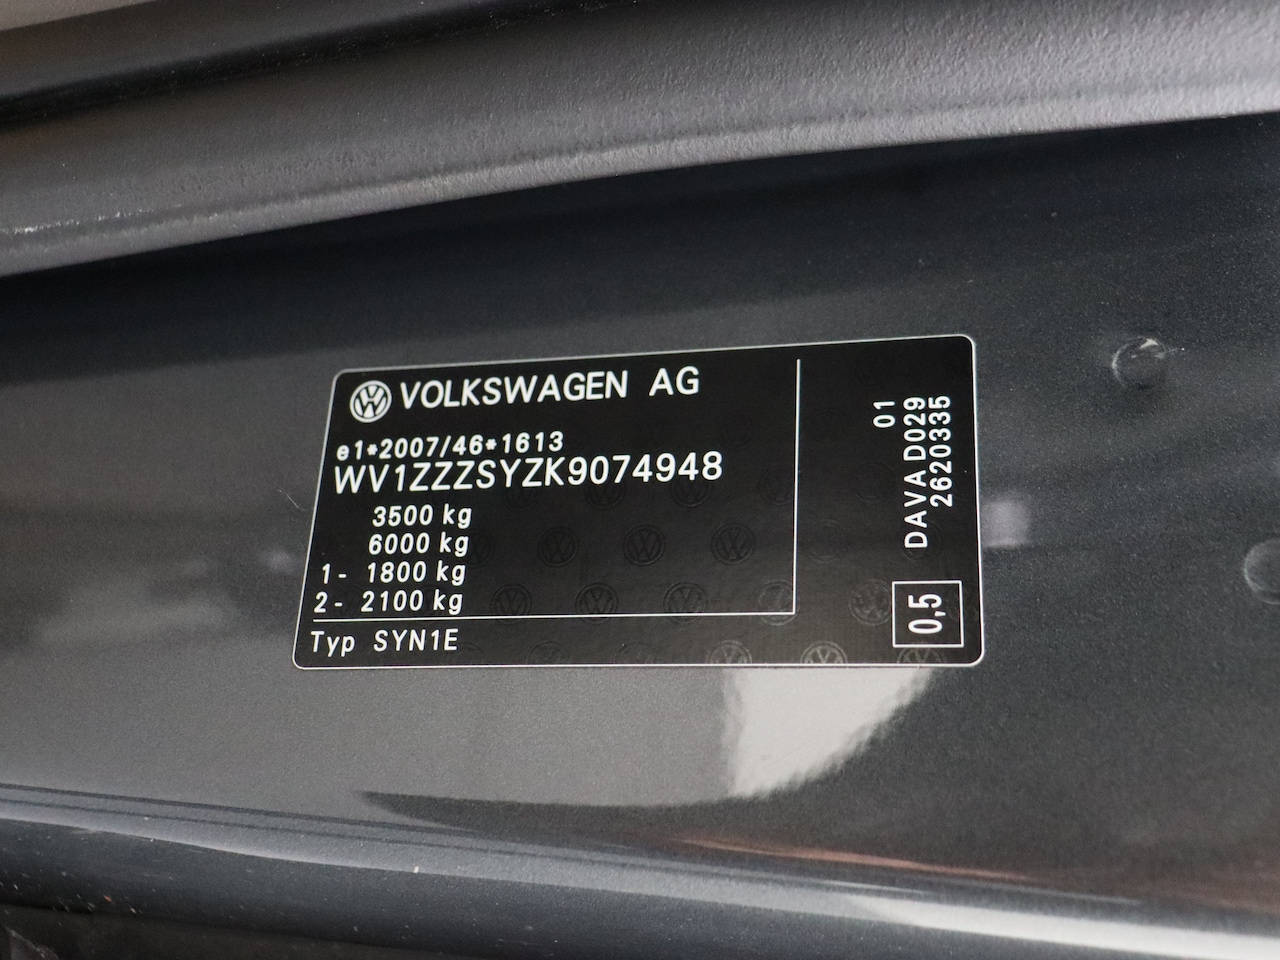 VOLKSWAGEN AG
e1*2007/46*1613
WV1ZZZSYZK9074948
3500 kg
6000 kg
1- 1800 kg
2- 2100 kg
Typ SYN1E
01
DAVA D029
2620335
0,5